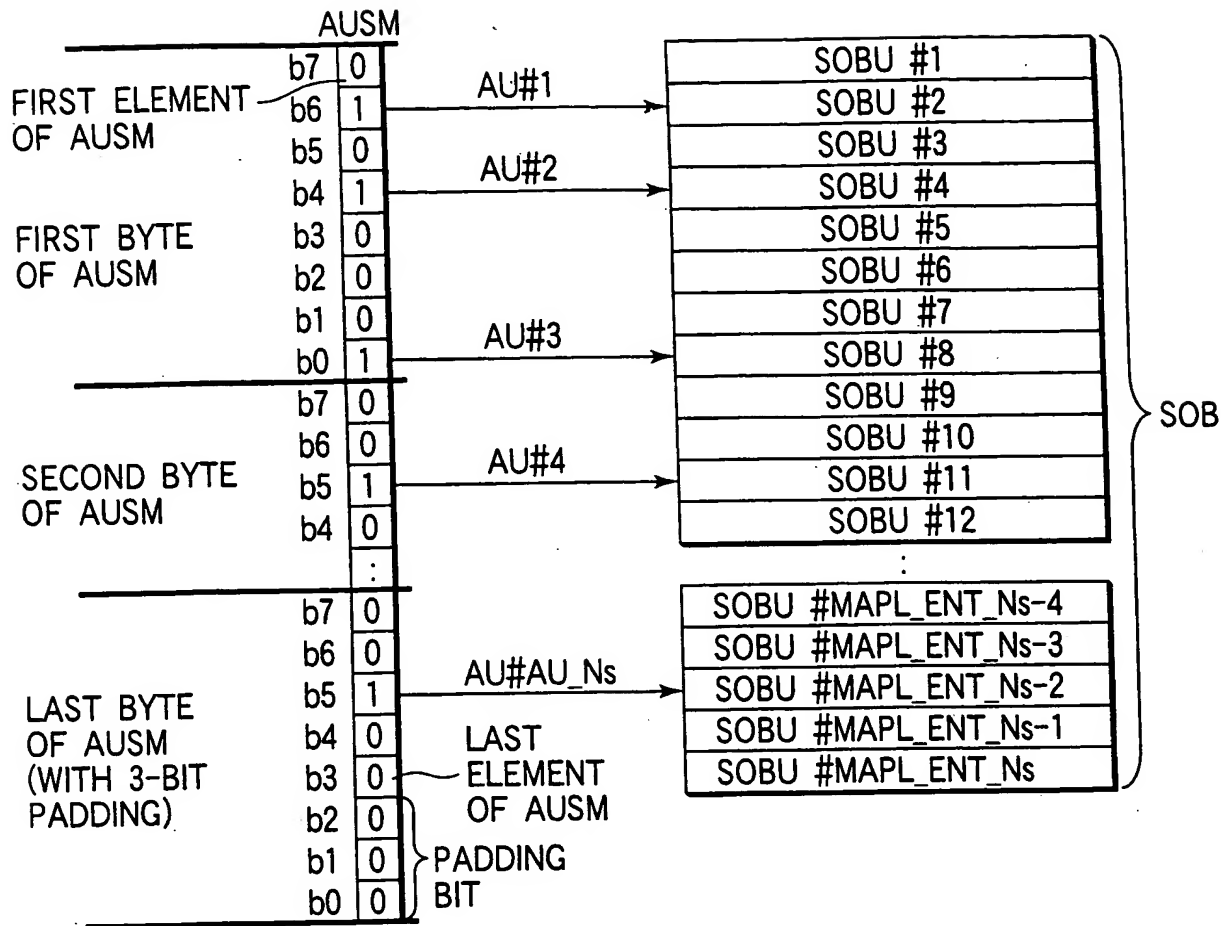 AUSM
b7 0
FIRST ELEMENT
OF AUSM
b6 1
AU#1
b5 0
b4 1
AU#2
FIRST BYTE
OF AUSM
b3 0
b2 0
b1 0
b0 1
AU#3
b7 0
b6 0
SECOND BYTE
OF AUSM
b5 1
AU#4
b4 0
:
b7 0
b6 0
b5 1
AU#AU_Ns
LAST BYTE
OF AUSM
(WITH 3-BIT
PADDING)
b4 0
b3 0
LAST
ELEMENT
OF AUSM
b2 0
b1 0
b0 0
PADDING
BIT
SOBU #1
SOBU #2
SOBU #3
SOBU #4
SOBU #5
SOBU #6
SOBU #7
SOBU #8
SOBU #9
SOBU #10
SOBU #11
SOBU #12
:
SOBU #MAPL_ENT_Ns-4
SOBU #MAPL_ENT_Ns-3
SOBU #MAPL_ENT_Ns-2
SOBU #MAPL_ENT_Ns-1
SOBU #MAPL_ENT_Ns
SOB